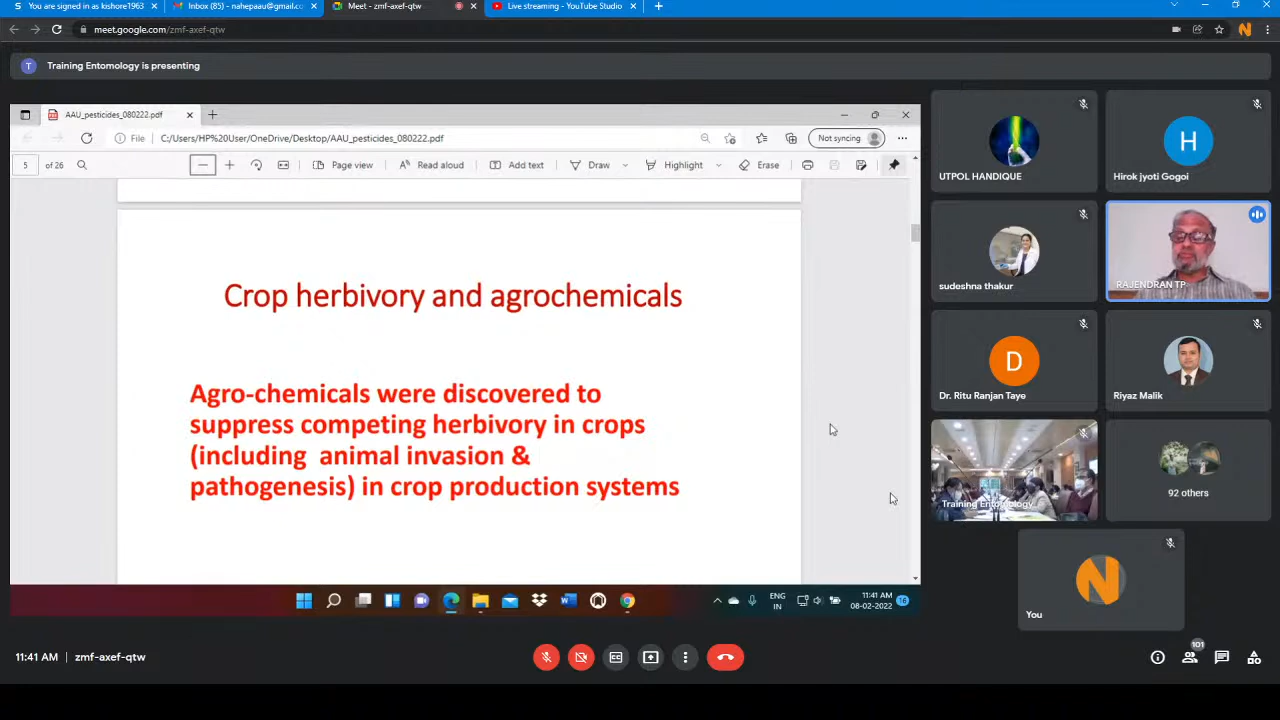 You are signed in as kishore1963
Inbox (85) - nahepaau@gmail.co
Meet - zmf-axef-qtw
Live streaming - YouTube Studio
meet.google.com/zmf-axef-qtw
T
Training Entomology is presenting
AAU_pesticides_080222.pdf
File
C:/Users/HP%20User/OneDrive/Desktop/AAU_pesticides_080222.pdf
Not syncing
5 of 26
Page view
Read aloud
Add text
Draw
Highlight
Erase
Crop herbivory and agrochemicals
Agro-chemicals were discovered to
suppress competing herbivory in crops
(including animal invasion &
pathogenesis) in crop production systems
ENG
IN
11:41 AM
08-02-2022
16
UTPOL HANDIQUE
H
Hirok jyoti Gogoi
sudeshna thakur
RAJENDRAN TP
D
Dr. Ritu Ranjan Taye
Riyaz Malik
Training Entomology
92 others
N
You
11:41 AM | zmf-axef-qtw
101